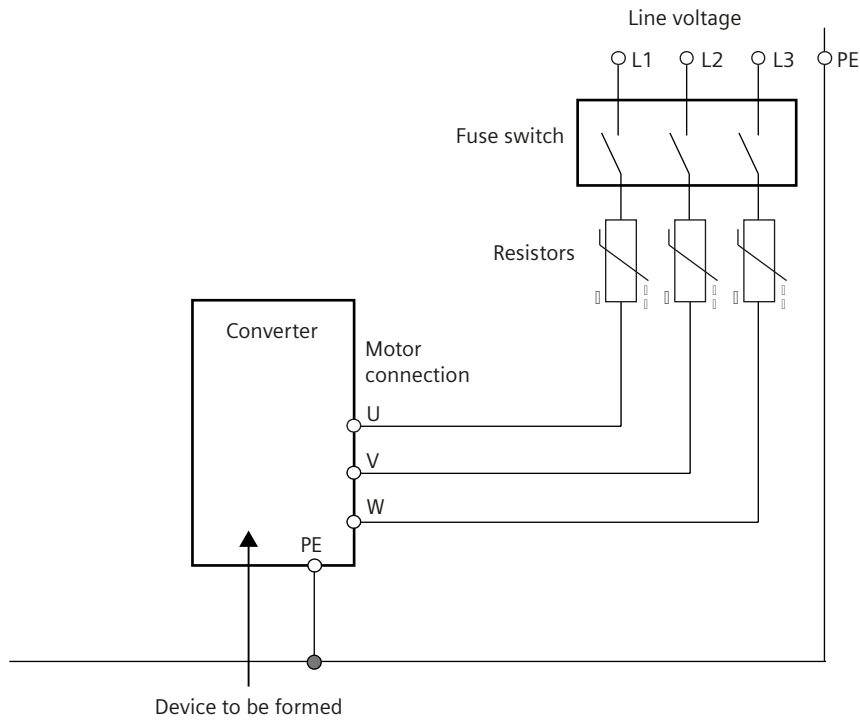 Line voltage
L1
L2
L3
PE
Fuse switch
Resistors
Converter
Motor
connection
U
V
W
PE
Device to be formed